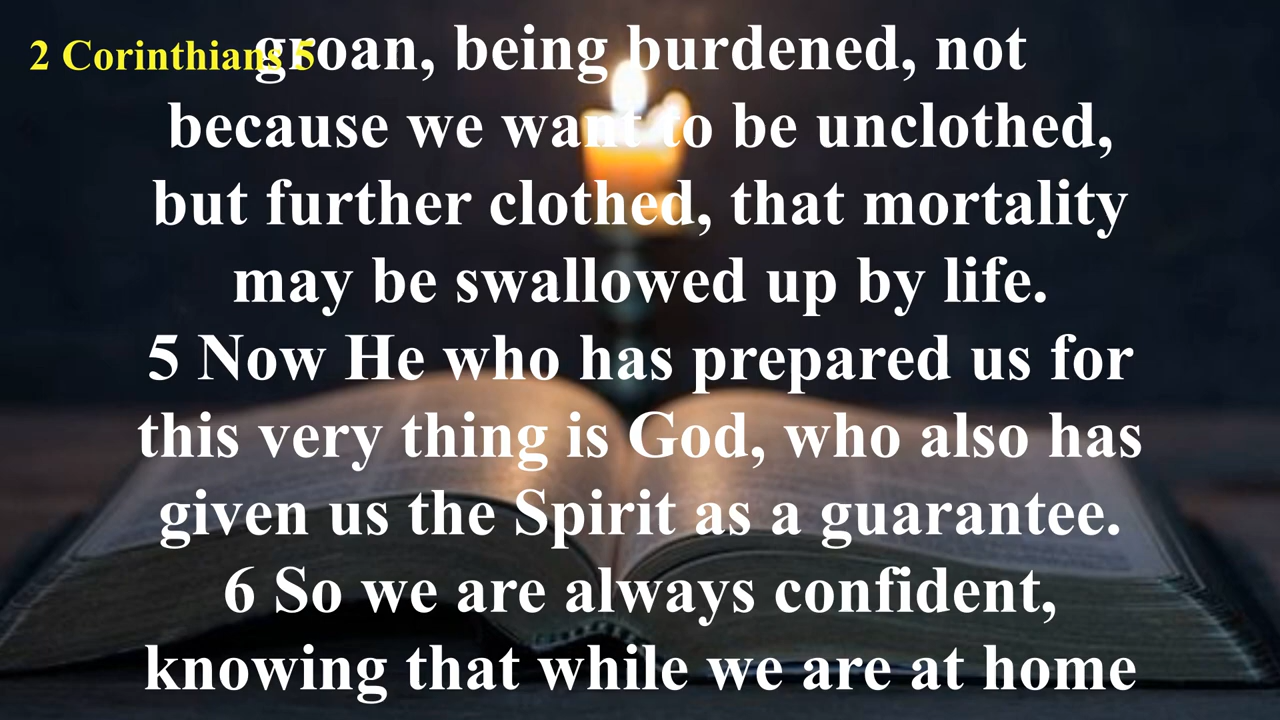 2 Corinthians 5
groan, being burdened, not
because we want to be unclothed,
but further clothed, that mortality
may be swallowed up by life.
5 Now He who has prepared us for
this very thing is God, who also has
given us the Spirit as a guarantee.
6 So we are always confident,
knowing that while we are at home